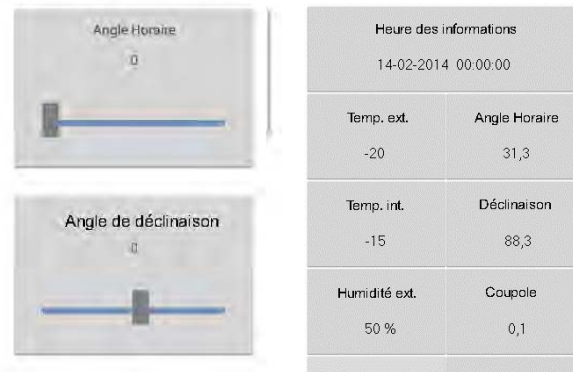 Angle Horaire
0
Angle de déclinaison
0
Heure des informations
14-02-2014 00:00:00
Temp. ext.
Angle Horaire
-20
31,3
Temp. int.
Déclinaison
-15
88,3
Humidité ext.
Coupole
50 %
0,1